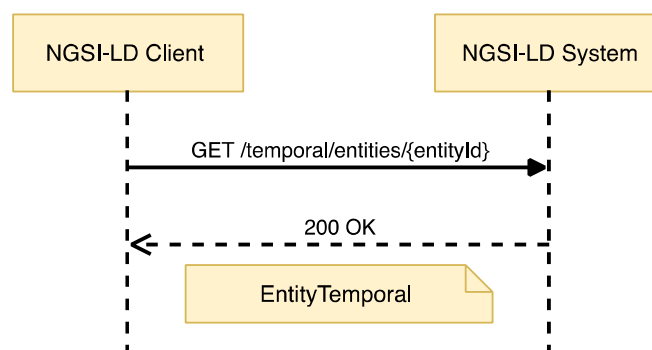 NGSI-LD Client
NGSI-LD System
GET /temporal/entities/{entityId}
200 OK
EntityTemporal